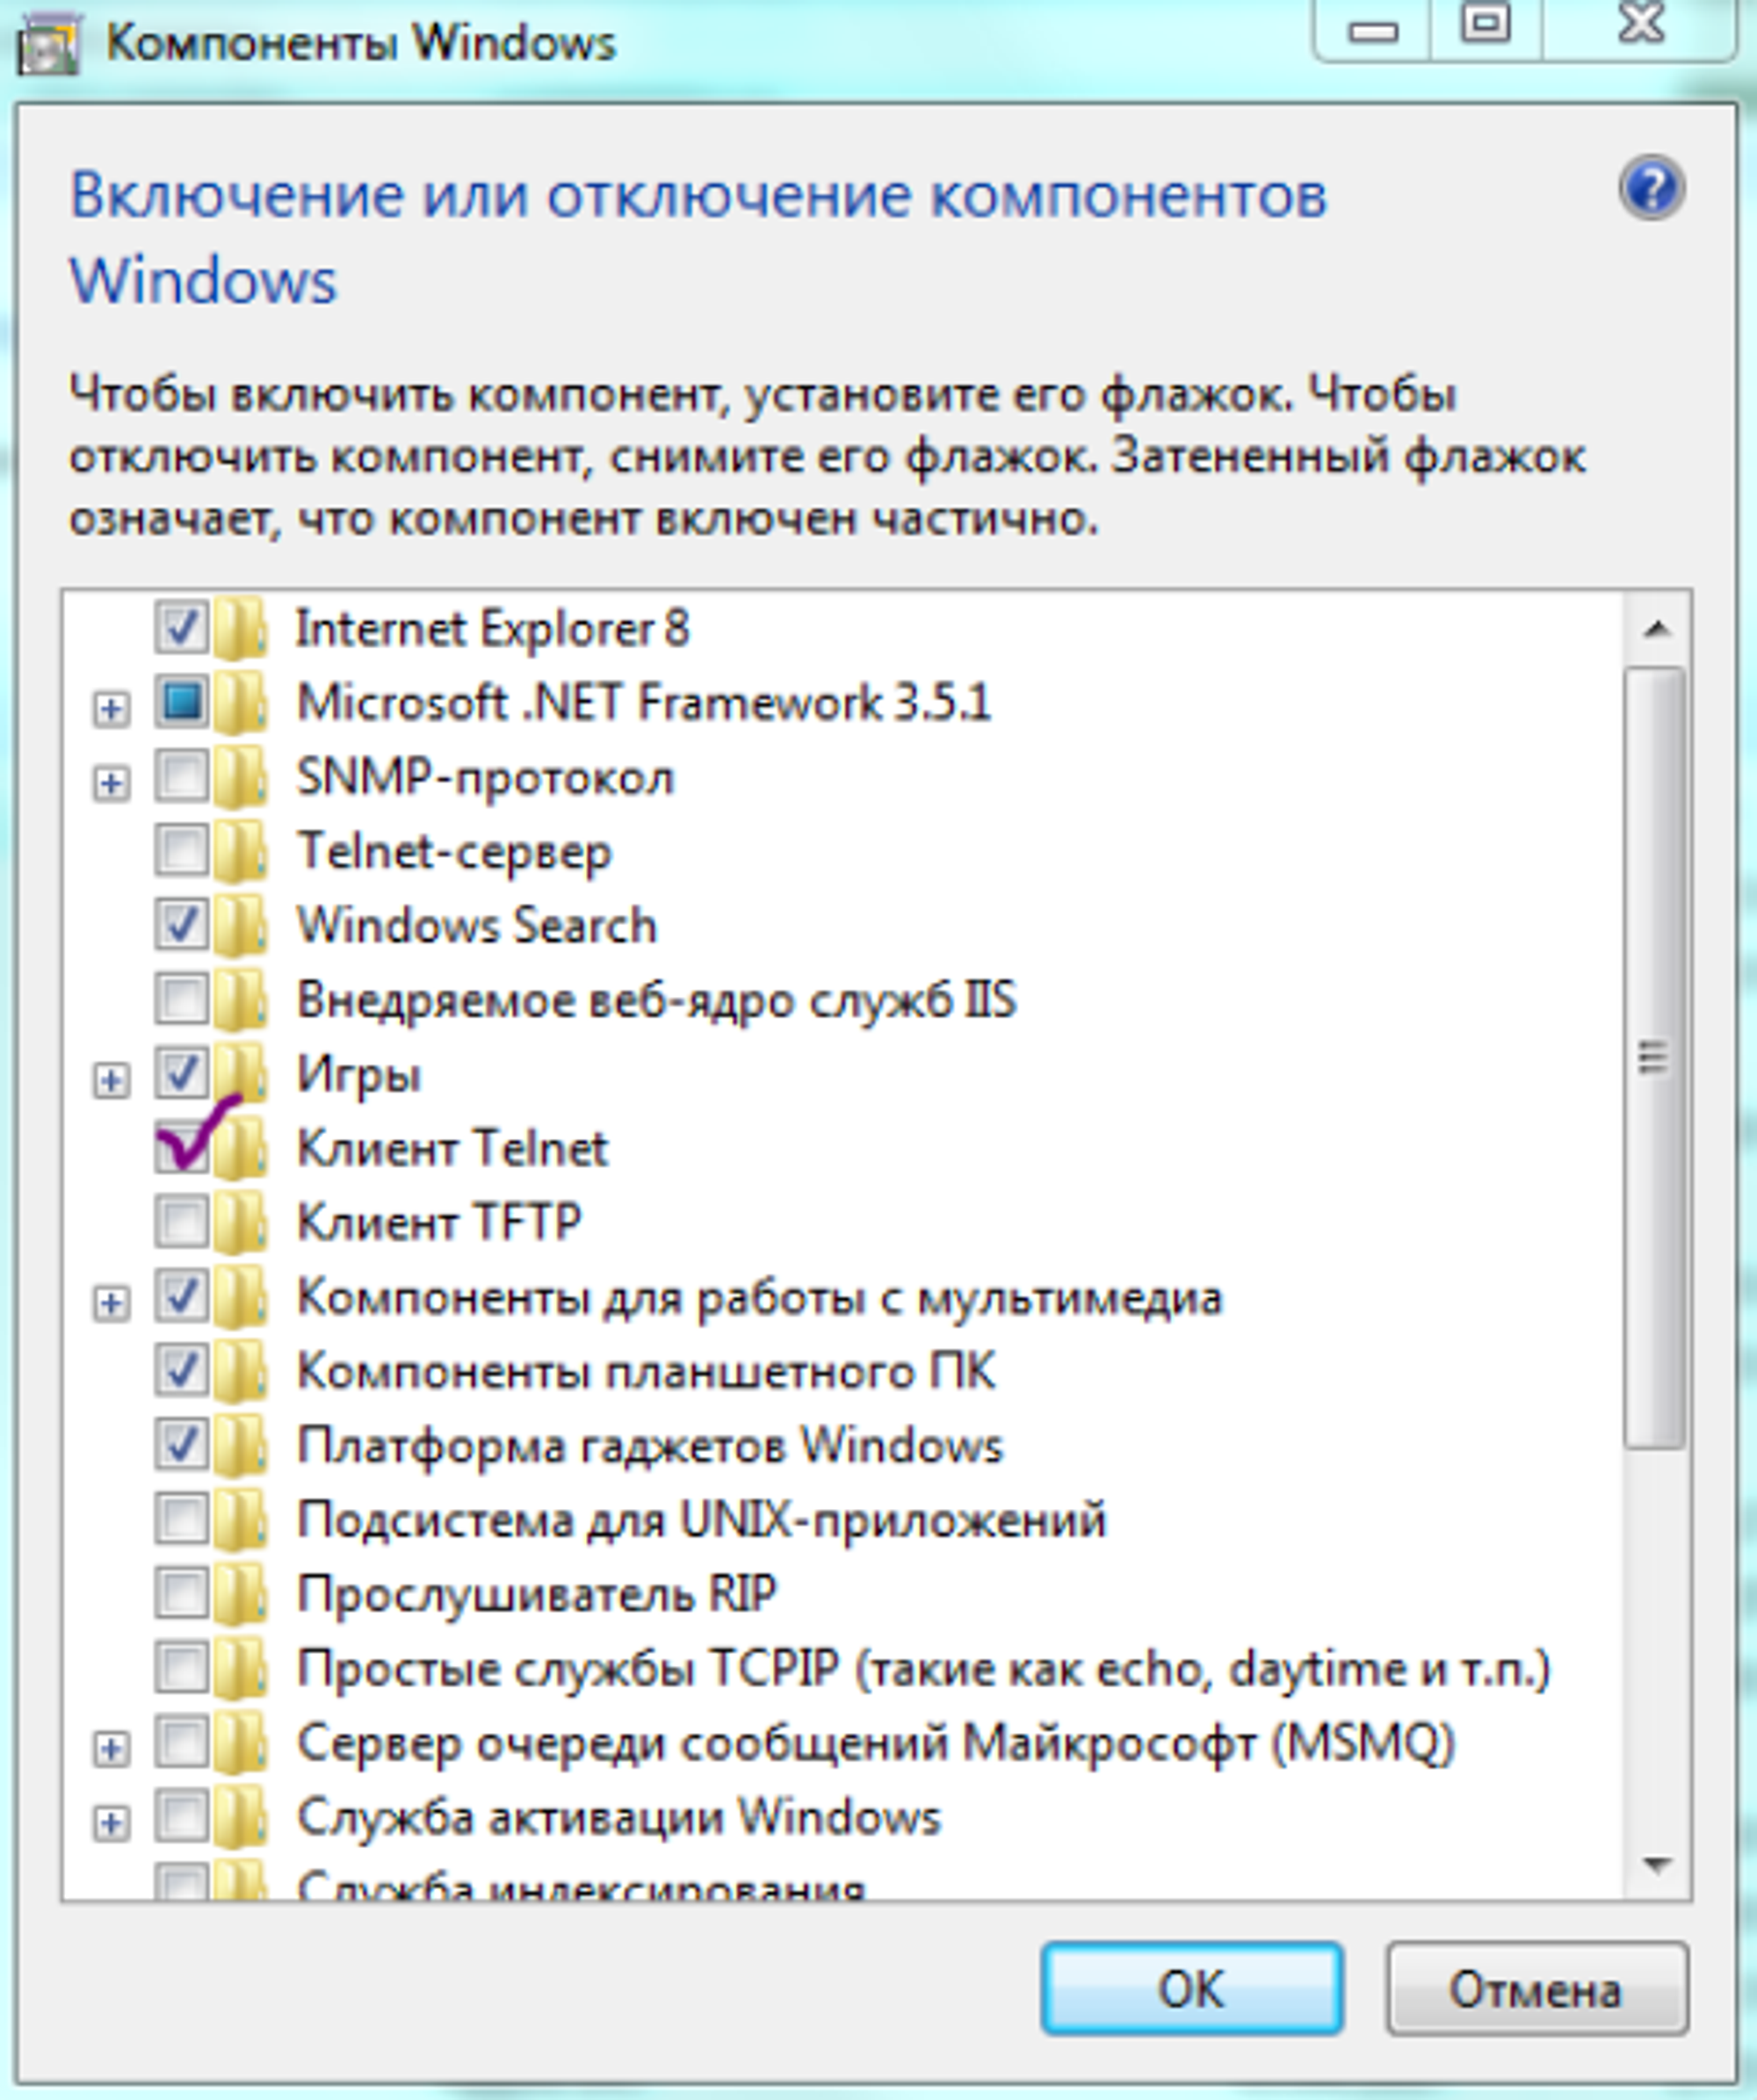 Компоненты Windows
Включение или отключение компонентов
Windows
Чтобы включить компонент, установите его флажок. Чтобы
отключить компонент, снимите его флажок. Затененный флажок
означает, что компонент включен частично.
Internet Explorer 8
Microsoft .NET Framework 3.5.1
SNMP-протокол
Telnet-сервер
Windows Search
Внедряемое веб-ядро служб IIS
Игры
Клиент Telnet
Клиент TFTP
Компоненты для работы с мультимедиа
Компоненты планшетного ПК
Платформа гаджетов Windows
Подсистема для UNIX-приложений
Прослушиватель RIP
Простые службы TCPIP (такие как echo, daytime и т.п.)
Сервер очереди сообщений Майкрософт (MSMQ)
Служба активации Windows
Служба индексирования
ОК
Отмена